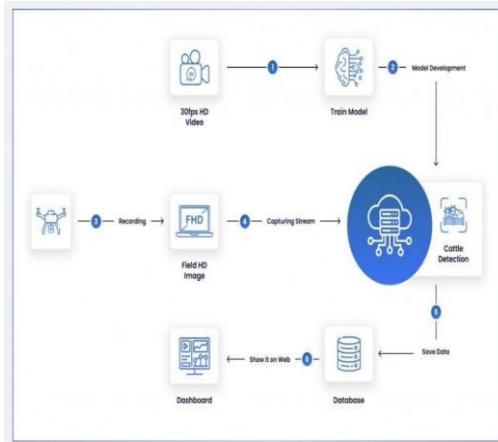 1
2
Model Development
30fps HD
Video
Train Model
3
Recording
FHD
4
Capturing Stream
Field HD
Image
Cattle
Detection
5
Save Data
6
Show it on Web
Dashboard
Database